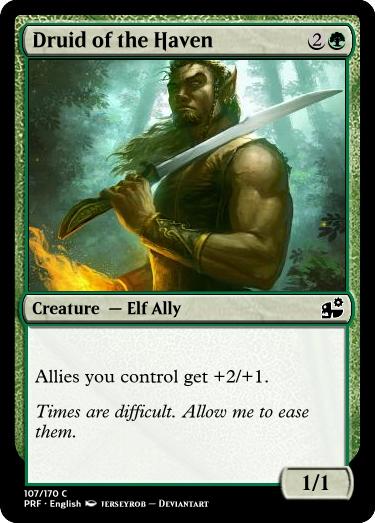 Druid of the Haven 2
Creature — Elf Ally
Allies you control get +2/+1.
Times are difficult. Allow me to ease
them.
1/1
107/170 C
PRF • English JERSEYROB — DEVIANTART